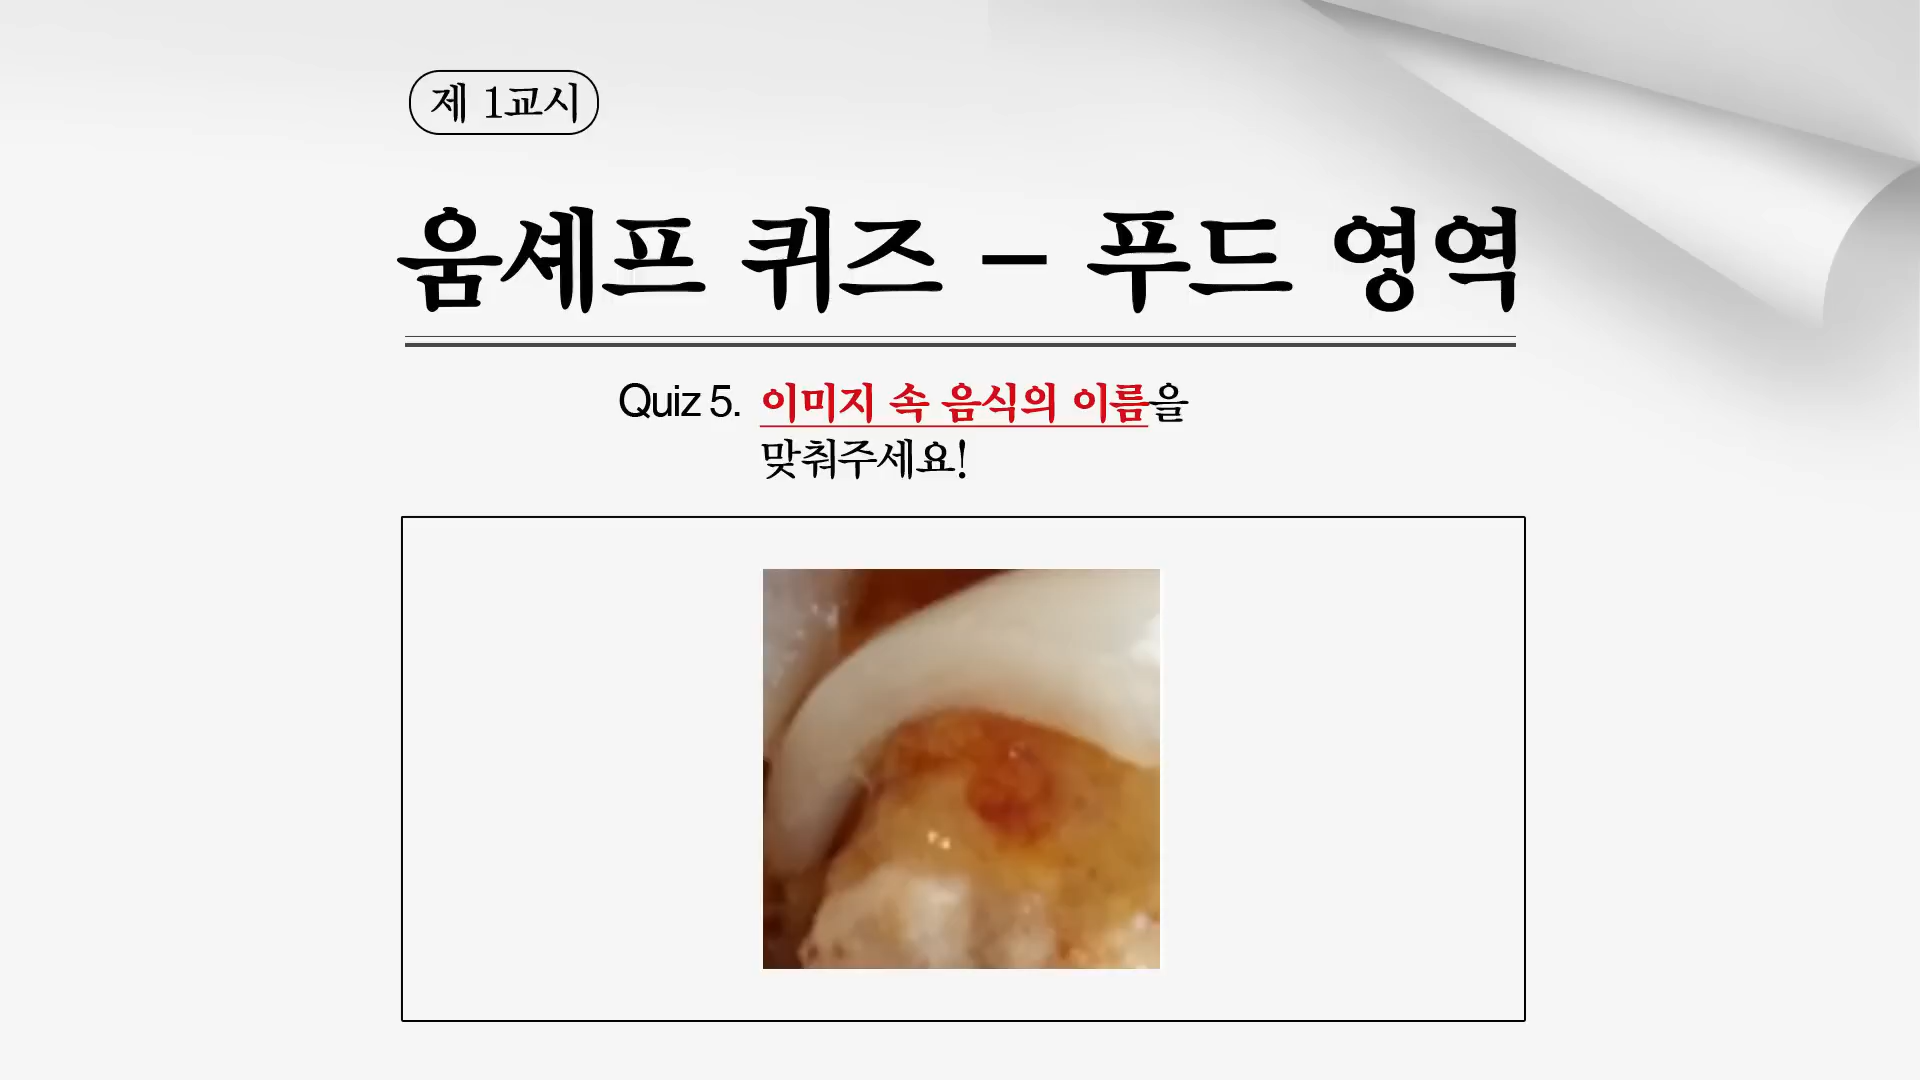 제 1교시
움셰프 퀴즈 – 푸드 영역
Quiz 5. 이미지 속 음식의 이름을
맞춰주세요!